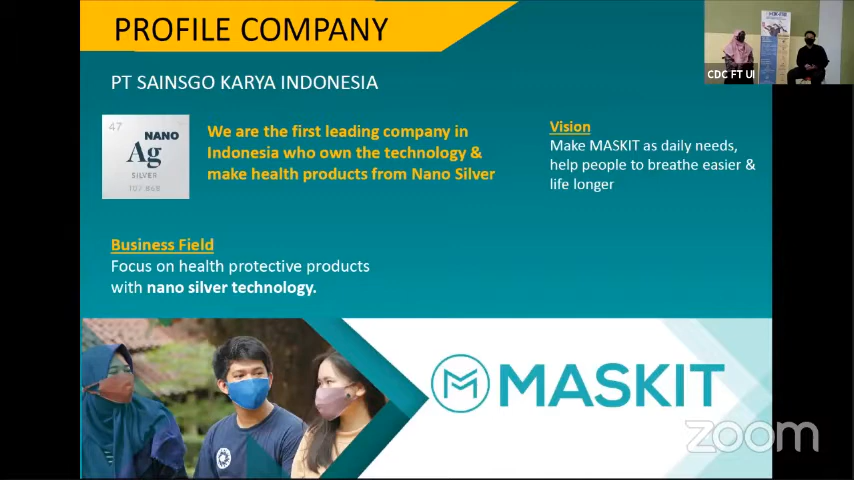 PROFILE COMPANY
CDC FT UI
PT SAINSGO KARYA INDONESIA
47
NANO
Ag
SILVER
We are the first leading company in
Indonesia who own the technology &
make health products from Nano Silver
Vision
Make MASKIT as daily needs,
help people to breathe easier &
life longer
Business Field
Focus on health protective products
with nano silver technology.
MASKIT
zoom